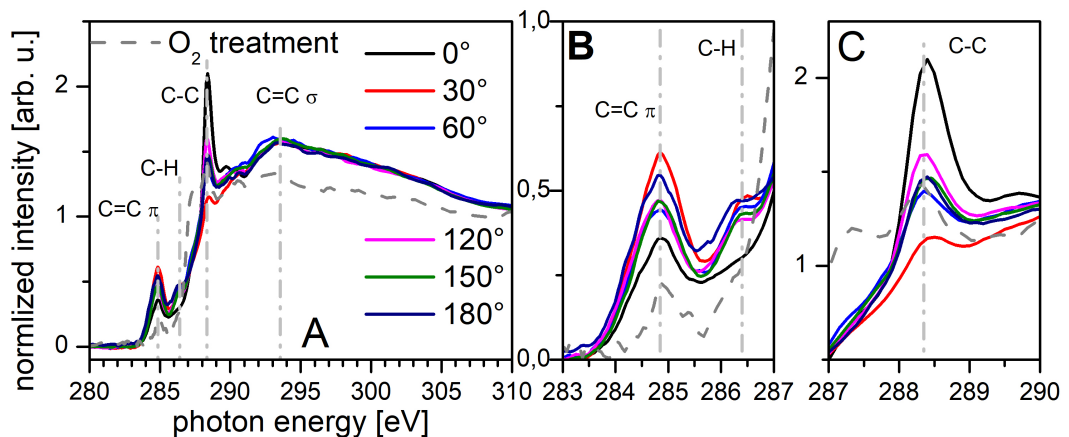 O2 treatment
C-C
C=C σ
C-H
C=C π
0°
30°
60°
120°
150°
180°
A
normalized intensity [arb. u.]
0
1
2
280 285 290 295 300 305 310
photon energy [eV]
1,0
0,5
0,0
B
C-H
C=C π
283 284 285 286 287
C
C-C
2
1
87 288 289 290